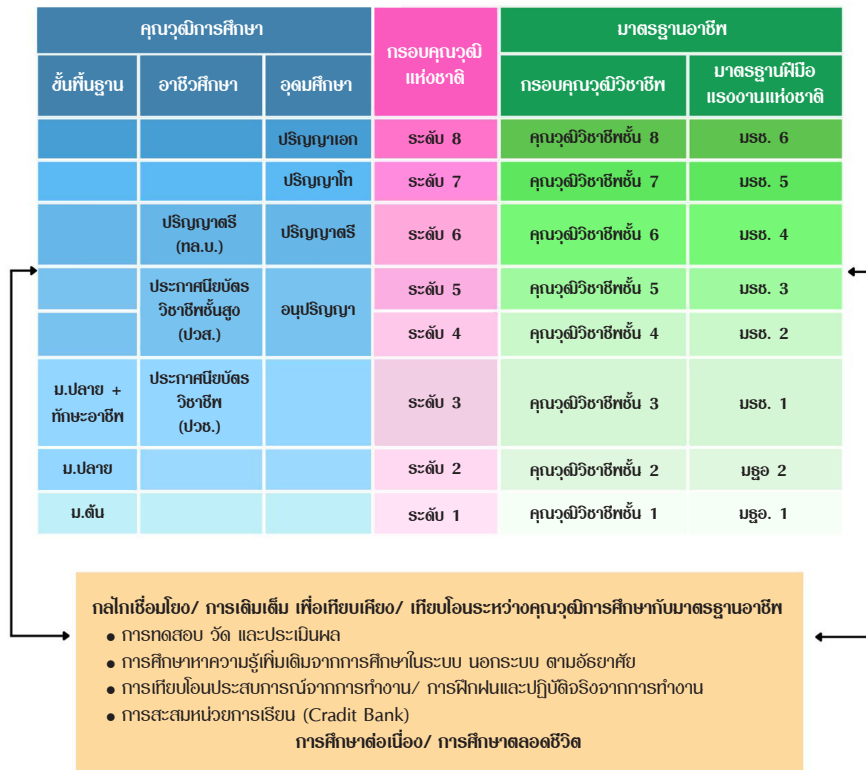 คุณวุฒิการศึกษา
กรอบคุณวุฒิ
แห่งชาติ
มาตรฐานอาชีพ
ขั้นพื้นฐาน อาชีวศึกษา อุดมศึกษา
กรอบคุณวุฒิวิชาชีพ
มาตรฐานฝีมือ
แรงงานแห่งชาติ
ปริญญาเอก ระดับ 8 คุณวุฒิวิชาชีพชั้น 8 มรช. 6
ปริญญาโท ระดับ 7 คุณวุฒิวิชาชีพชั้น 7 มรช. 5
ปริญญาตรี
(ทล.บ.)
ปริญญาตรี ระดับ 6 คุณวุฒิวิชาชีพชั้น 6 มรช. 4
ประกาศนียบัตร
วิชาชีพชั้นสูง
(ปวส.)
อนุปริญญา
ระดับ 5 คุณวุฒิวิชาชีพชั้น 5 มรช. 3
ระดับ 4 คุณวุฒิวิชาชีพชั้น 4 มรช. 2
ม.ปลาย +
ทักษะอาชีพ
ประกาศนียบัตร
วิชาชีพ
(ปวช.)
ระดับ 3 คุณวุฒิวิชาชีพชั้น 3 มรช. 1
ม.ปลาย ระดับ 2 คุณวุฒิวิชาชีพชั้น 2 มฐอ 2
ม.ต้น ระดับ 1 คุณวุฒิวิชาชีพชั้น 1 มฐอ. 1
กลไกเชื่อมโยง/ การเติมเต็ม เพื่อเทียบเคียง/ เทียบโอนระหว่างคุณวุฒิการศึกษากับมาตรฐานอาชีพ
• การทดสอบ วัด และประเมินผล
• การศึกษาหาความรู้เพิ่มเติมจากการศึกษาในระบบ นอกระบบ ตามอัธยาศัย
• การเทียบโอนประสบการณ์จากการทำงาน/ การฝึกฝนและปฏิบัติจริงจากการทำงาน
• การสะสมหน่วยการเรียน (Cradit Bank)
การศึกษาต่อเนื่อง/ การศึกษาตลอดชีวิต